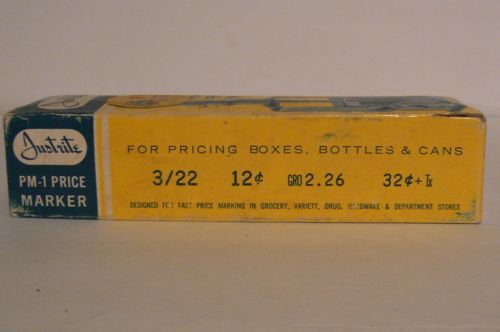 Justrite
PM-1 PRICE
MARKER
FOR PRICING BOXES, BOTTLES & CANS
3/22 12¢ GRO 2.26 32¢ + Tx
DESIGNED FOR FAST PRICE MARKING IN GROCERY, VARIETY, DRUG, HARDWARE & DEPARTMENT STORES